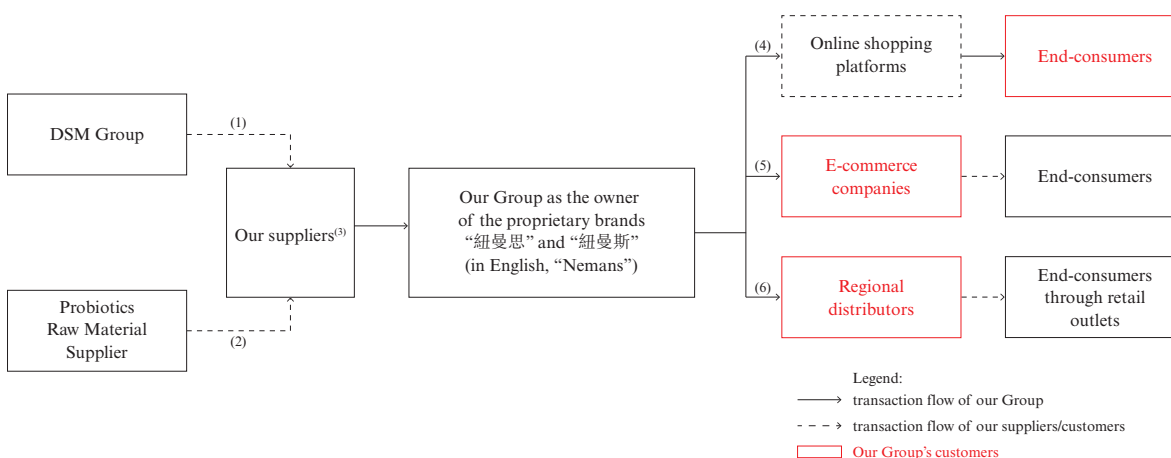 DSM Group
(1)
Probiotics
Raw Material
Supplier
(2)
Our suppliers(3)
Our Group as the owner
of the proprietary brands
“紐曼思” and “紐曼斯”
(in English, “Nemans”)
(4)
Online shopping
platforms
End-consumers
(5)
E-commerce
companies
End-consumers
(6)
Regional
distributors
End-consumers
through retail
outlets
Legend:
transaction flow of our Group
transaction flow of our suppliers/customers
Our Group’s customers